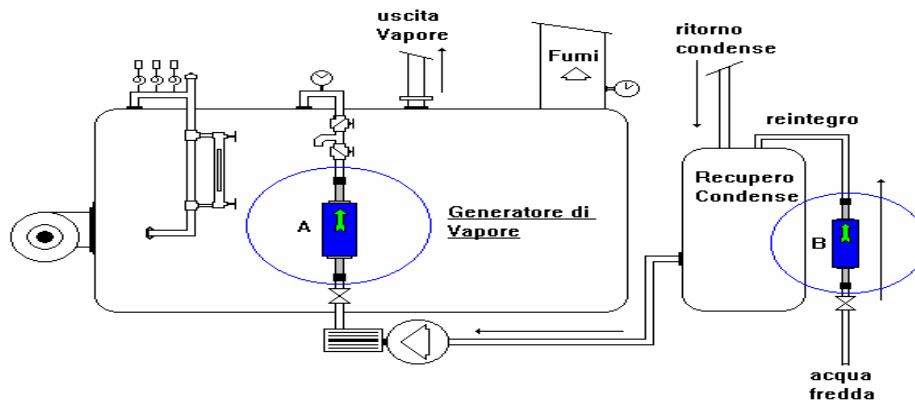 uscita
Vapore
Fumi
ritorno
condense
reintegro
Recupero
Condense
A
Generatore di
Vapore
B
acqua
fredda